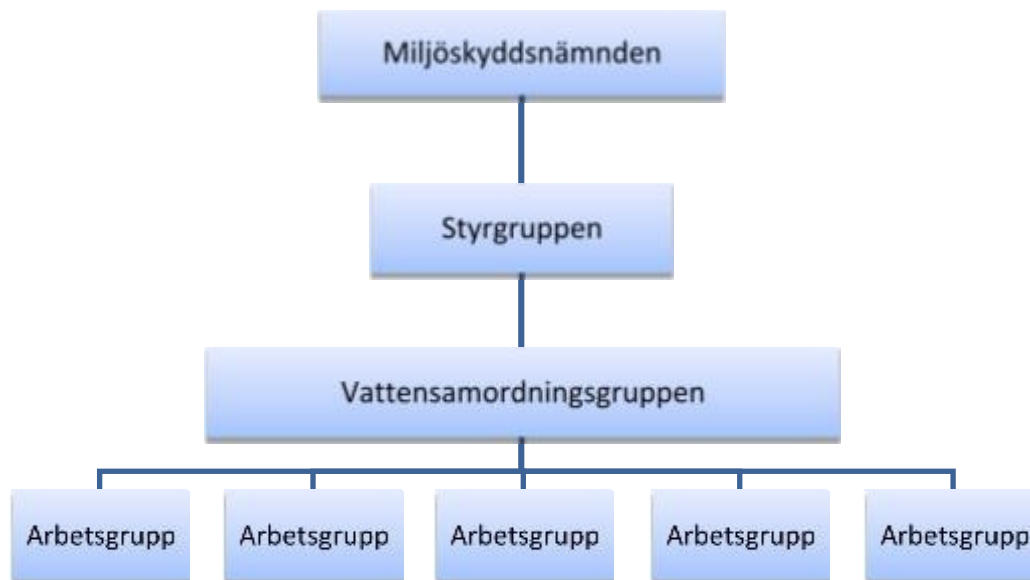 Miljöskyddsnämnden
Styrgruppen
Vattensamordningsgruppen
Arbetsgrupp Arbetsgrupp Arbetsgrupp Arbetsgrupp Arbetsgrupp